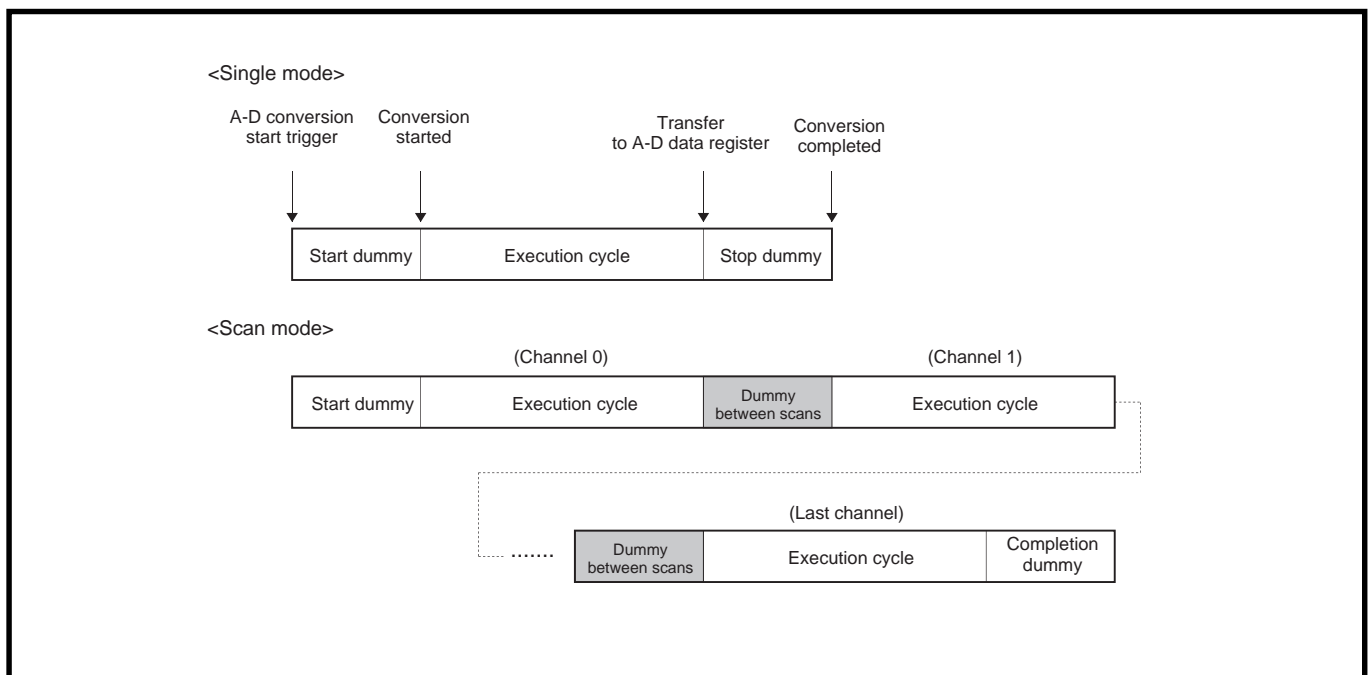 <Single mode>
A-D conversion
start trigger
Conversion
started
Transfer
to A-D data register
Conversion
completed
Start dummy
Execution cycle
Stop dummy
<Scan mode>
(Channel 0)
(Channel 1)
Start dummy
Execution cycle
Dummy
between scans
Execution cycle
(Last channel)
.......
Dummy
between scans
Execution cycle
Completion
dummy